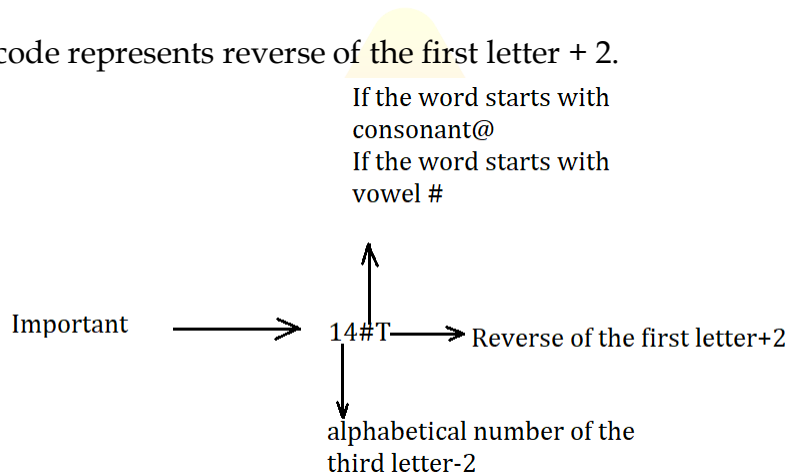 code represents reverse of the first letter + 2.
If the word starts with
consonant@
If the word starts with
vowel #
Important
14#T
Reverse of the first letter+2
alphabetical number of the
third letter-2